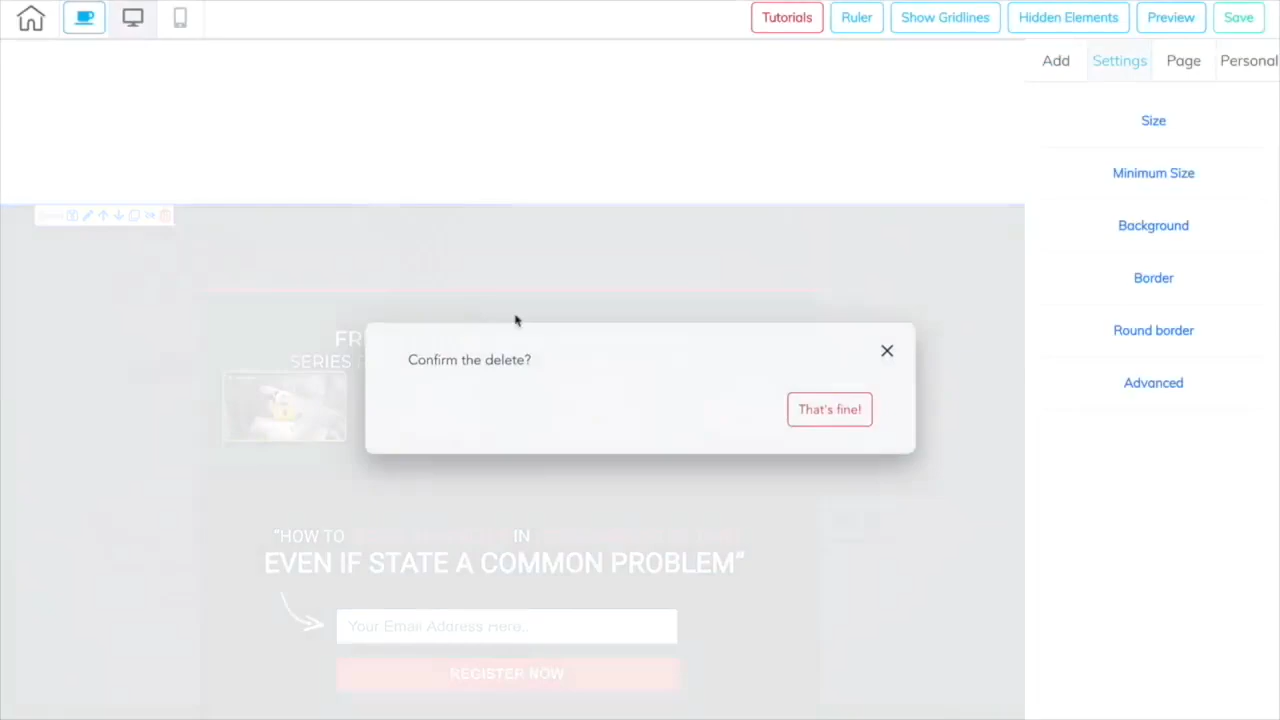 Tutorials
Ruler
Show Gridlines
Hidden Elements
Preview
Save
Add
Settings
Page
Personal
Size
Minimum Size
Background
Border
Round border
Advanced
SERIES
Confirm the delete?
That's fine!
"HOW TO IN
EVEN IF STATE A COMMON PROBLEM"
Your Email Address Here..
REGISTER NOW